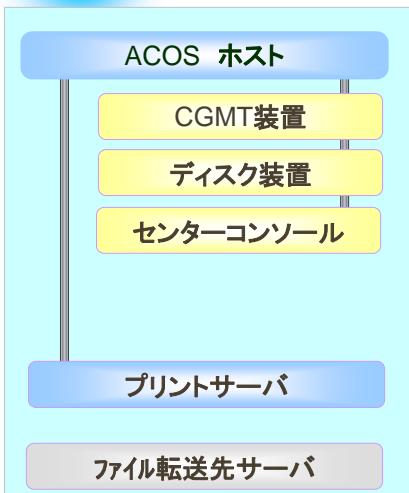 ACOS ホスト
CGMT装置
ディスク装置
センターコンソール
プリントサーバ
ファイル転送先サーバ